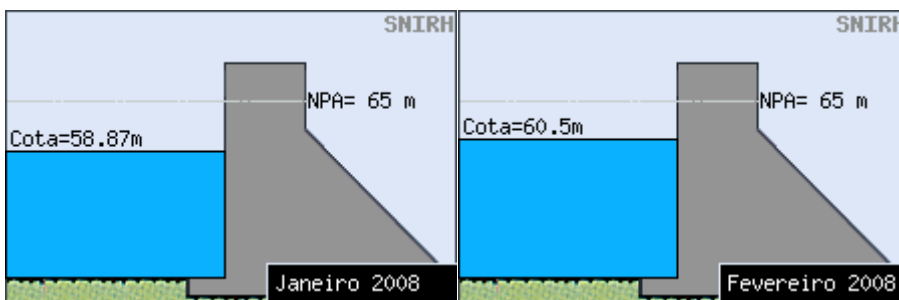 SNIRH
NPA= 65 m
Cota=58.87m
Janeiro 2008
SNIRH
NPA= 65 m
Cota=60.5m
Fevereiro 2008